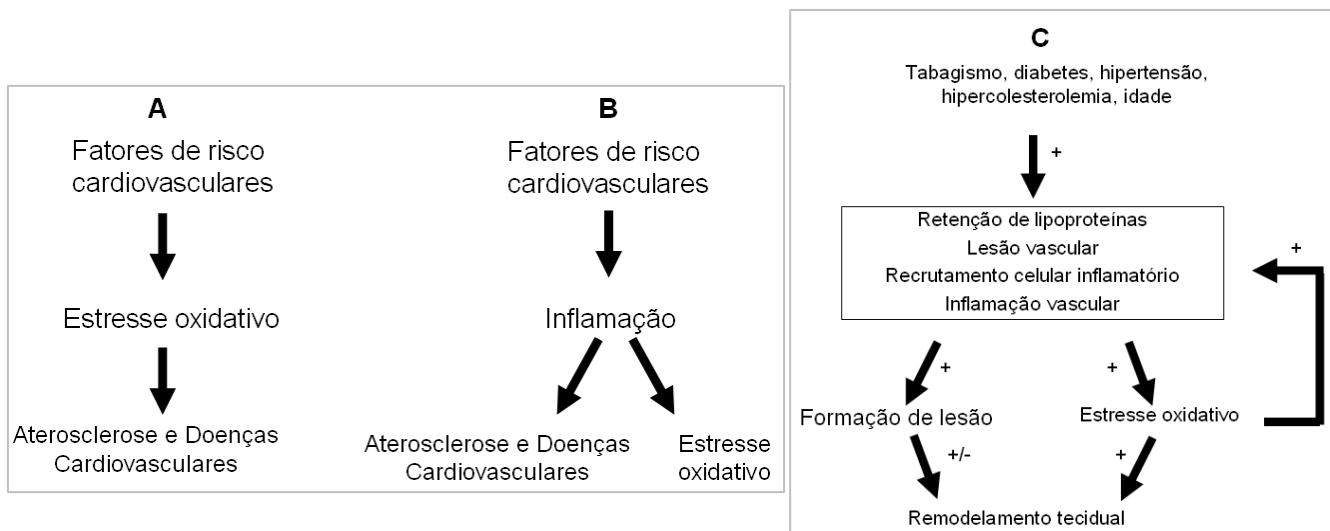 A
Fatores de risco
cardiovasculares
Estresse oxidativo
Aterosclerose e Doenças
Cardiovasculares
B
Fatores de risco
cardiovasculares
Inflamação
Aterosclerose e Doenças
Cardiovasculares
Estresse
oxidativo
C
Tabagismo, diabetes, hipertensão,
hipercolesterolemia, idade
+
Retenção de lipoproteínas
Lesão vascular
Recrutamento celular inflamatório
Inflamação vascular
+
+
+
Formação de lesão
Estresse oxidativo
+/-
+
Remodelamento tecidual